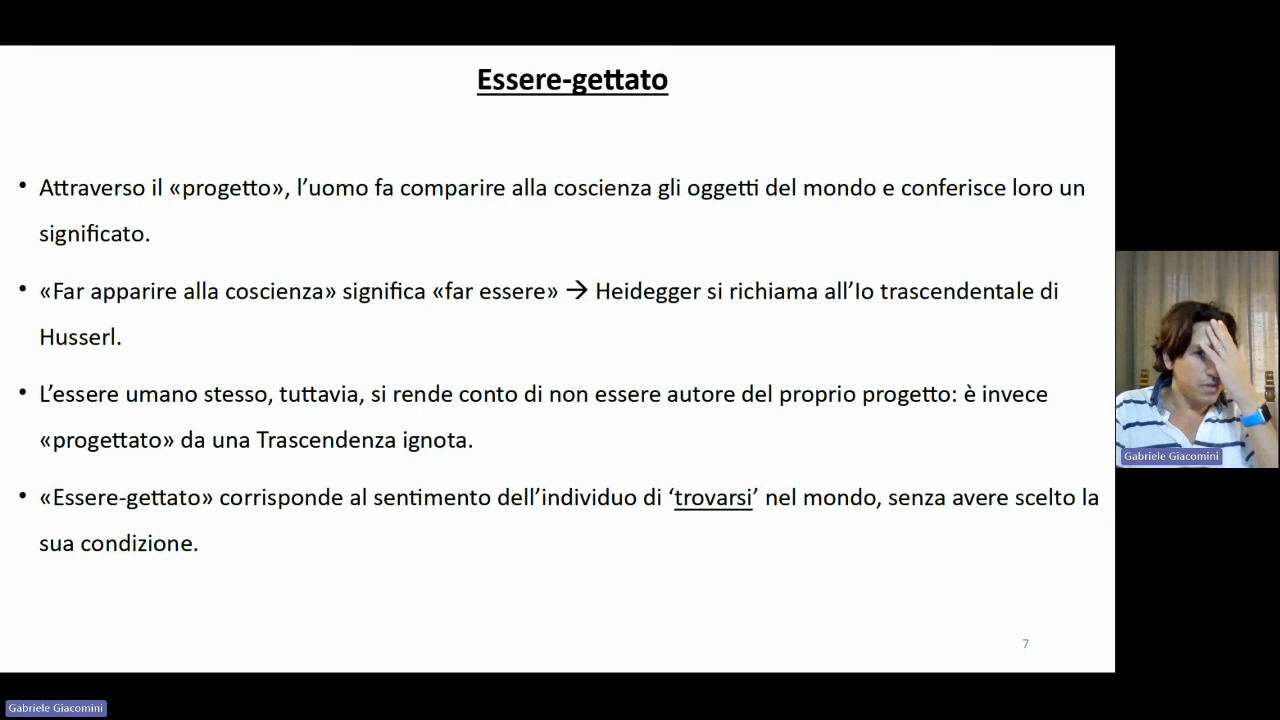 Essere-gettato
• Attraverso il «progetto», l’uomo fa comparire alla coscienza gli oggetti del mondo e conferisce loro un
significato.
• «Far apparire alla coscienza» significa «far essere» → Heidegger si richiama all’Io trascendentale di
Husserl.
• L’essere umano stesso, tuttavia, si rende conto di non essere autore del proprio progetto: è invece
«progettato» da una Trascendenza ignota.
• «Essere-gettato» corrisponde al sentimento dell’individuo di ‘trovarsi’ nel mondo, senza avere scelto la
sua condizione.
7
Gabriele Giacomini
Gabriele Giacomini